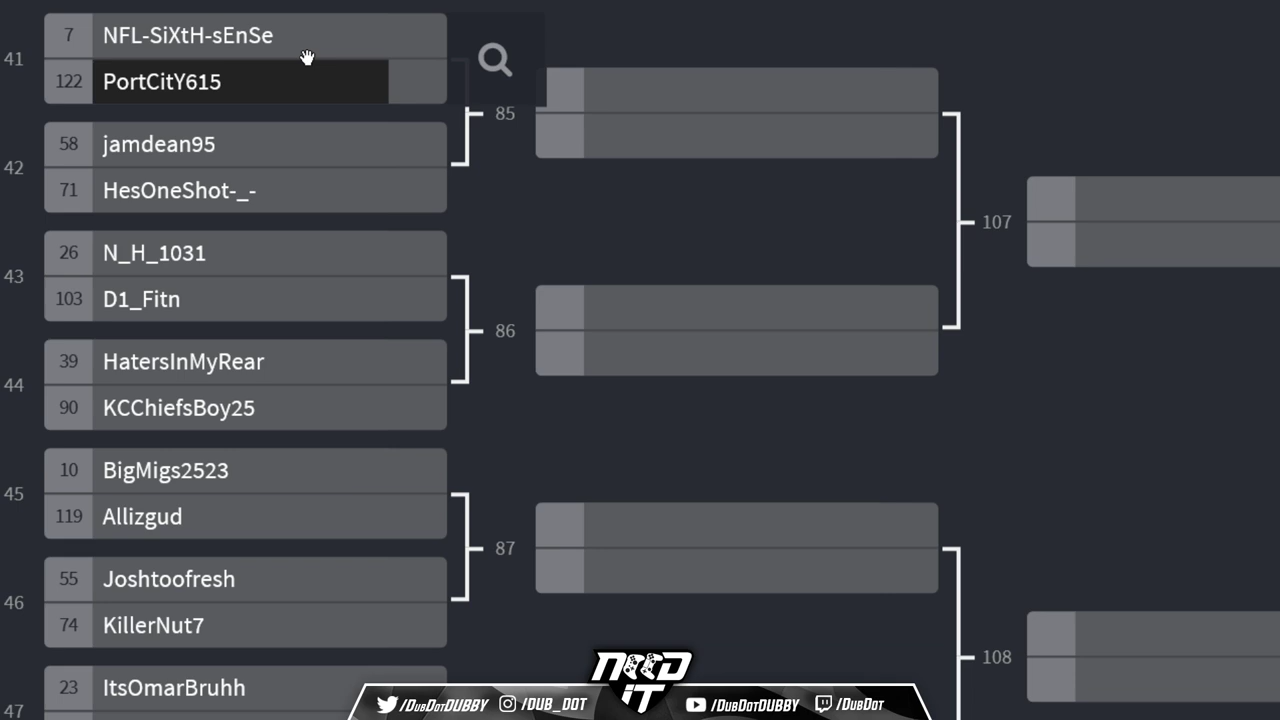 41
7 NFL-SiXtH-sEnSe
122 PortCitY615
85
42
58 jamdean95
71 HesOneShot-_-
107
43
26 N_H_1031
103 D1_Fitn
86
44
39 HatersInMyRear
90 KCChiefsBoy25
45
10 BigMigs2523
119 Allizgud
87
46
55 Joshtoofresh
74 KillerNut7
108
47
23 ItsOmarBruhh
NEED iT
/DubDotDUBBY /DUB_DOT /DubDotDUBBY /DubDot